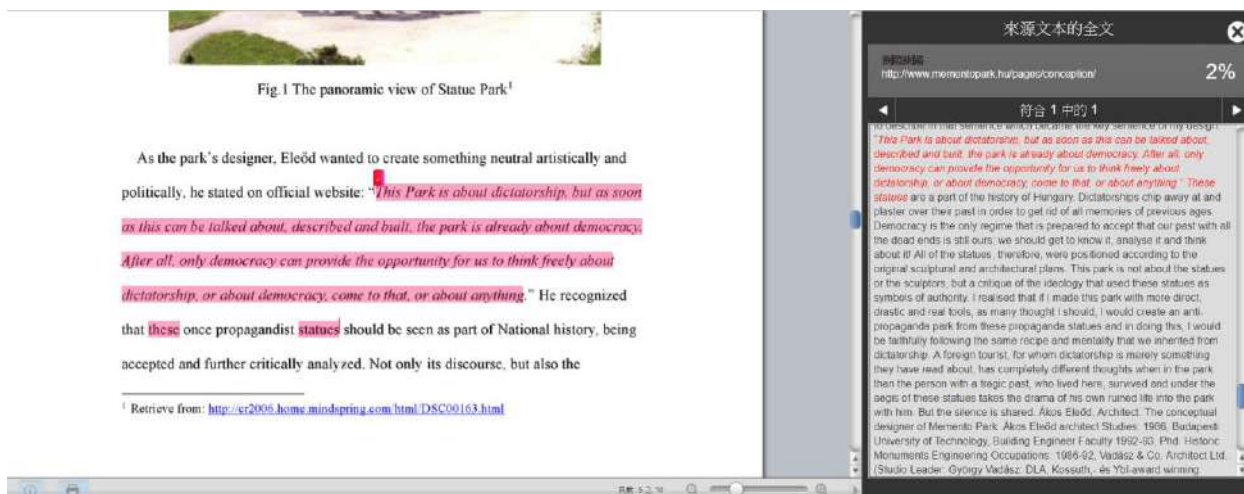 Fig.1 The panoramic view of Statue Park1
As the park's designer, Eleőd wanted to create something neutral artistically and
politically, he stated on official website: "This Park is about dictatorship, but as soon
as this can be talked about, described and built, the park is already about democracy.
After all, only democracy can provide the opportunity for us to think freely about
dictatorship, or about democracy, come to that, or about anything." He recognized
that these once propagandist statues should be seen as part of National history, being
accepted and further critically analyzed. Not only its discourse, but also the
1 Retrieve from: http://cr2006.home.mindspring.com/html/DSC00163.html
來源文本的全文
http://www.mementopark.hu/pages/conception/
2%
符合 1 中的 1
to describe in that sentence which became the key sentence of my design:
"This Park is about dictatorship, but as soon as this can be talked about,
described and built, the park is already about democracy. After all, only
democracy can provide the opportunity for us to think freely about
dictatorship, or about democracy, come to that, or about anything." These
statues are a part of the history of Hungary. Dictatorships chip away at and
plaster over their past in order to get rid of all memories of previous ages.
Democracy is the only regime that is prepared to accept that our past with all
the dead ends is still ours; we should get to know it, analyse it and think
about it! All of the statues, therefore, were positioned according to the
original sculptural and architectural plans. This park is not about the statues
or the sculptors, but a critique of the ideology that used these statues as
symbols of authority. I realised that if I made this park with more direct,
drastic and real tools, as many thought I should, I would create an anti-
propaganda park from these propaganda statues and in doing this, I would
be faithfully following the same recipe and mentality that we inherited from
dictatorship. A foreign tourist, for whom dictatorship is merely something
they have read about, has completely different thoughts when in the park
than the person with a tragic past, who lived here, survived and under the
aegis of these statues takes the drama of his own ruined life into the park
with him. But the silence is shared. Ákos Eleőd, Architect. The conceptual
designer of Memento Park. Ákos Eleőd architect Studies: 1986, Budapest
University of Technology, Building Engineer Faculty 1992-93, Phd. Historic
Monuments Engineering Occupations: 1986-92, Vadász & Co. Architect Ltd.
(Studio Leader: György Vadász. DLA, Kossuth,- és Ybl-award winning